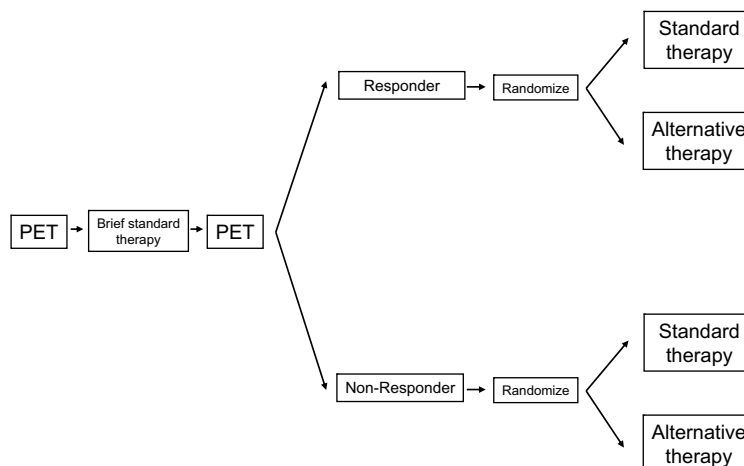 PET
Brief standard
therapy
PET
Responder
Randomize
Standard
therapy
Alternative
therapy
Non-Responder
Randomize
Standard
therapy
Alternative
therapy